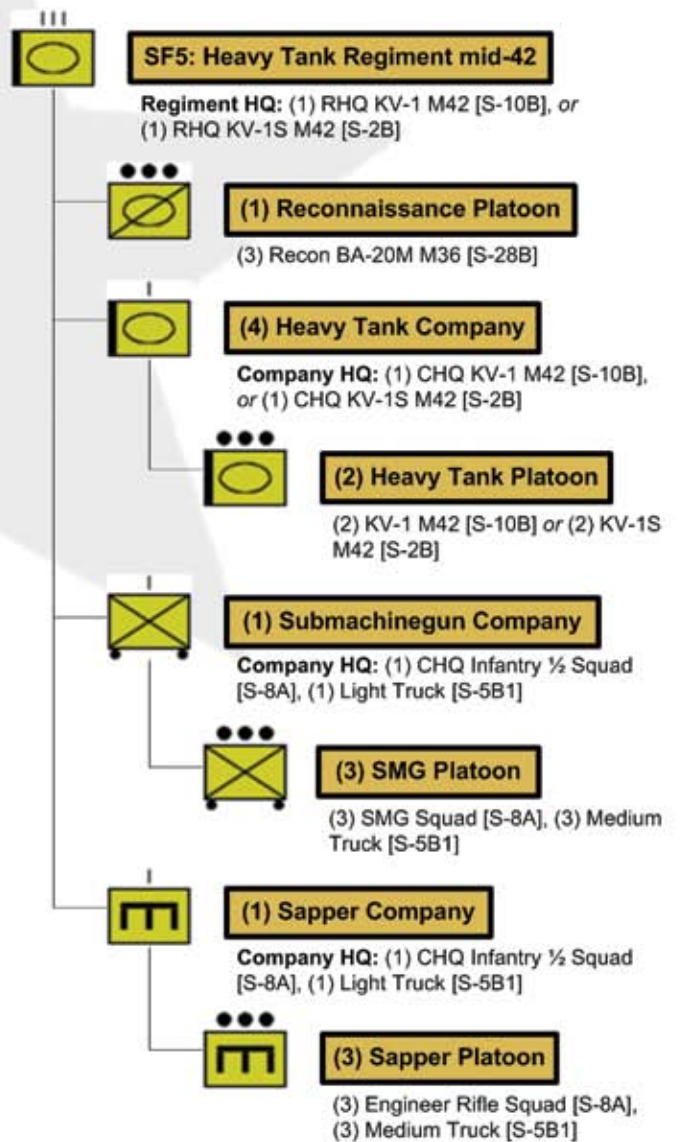 SF5: Heavy Tank Regiment mid-42
Regiment HQ: (1) RHQ KV-1 M42 [S-10B], or
(1) RHQ KV-1S M42 [S-2B]
(1) Reconnaissance Platoon
(3) Recon BA-20M M36 [S-28B]
(4) Heavy Tank Company
Company HQ: (1) CHQ KV-1 M42 [S-10B],
or (1) CHQ KV-1S M42 [S-2B]
(2) Heavy Tank Platoon
(2) KV-1 M42 [S-10B] or (2) KV-1S
M42 [S-2B]
(1) Submachinegun Company
Company HQ: (1) CHQ Infantry ½ Squad
[S-8A], (1) Light Truck [S-5B1]
(3) SMG Platoon
(3) SMG Squad [S-8A], (3) Medium
Truck [S-5B1]
(1) Sapper Company
Company HQ: (1) CHQ Infantry ½ Squad
[S-8A], (1) Light Truck [S-5B1]
(3) Sapper Platoon
(3) Engineer Rifle Squad [S-8A],
(3) Medium Truck [S-5B1]